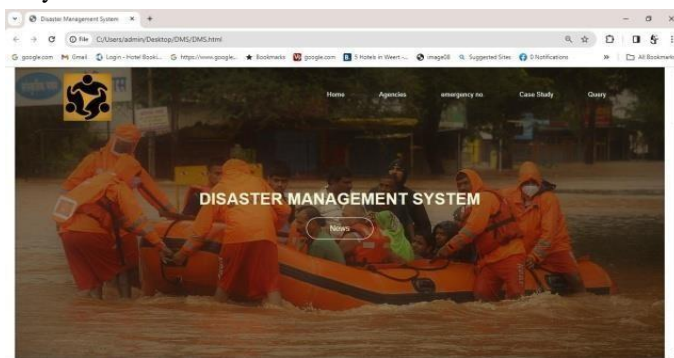 Disaster Management System
File C:/Users/admin/Desktop/DMS/DMS.html
google.com Gmail Login - Hotel Booki... https://www.google... Bookmarks google.com 5 Hotels in Weert -... image08 Suggested Sites 0 Notifications All Bookmarks
Home Agencies emergency no. Case Study Query
DISASTER MANAGEMENT SYSTEM
News